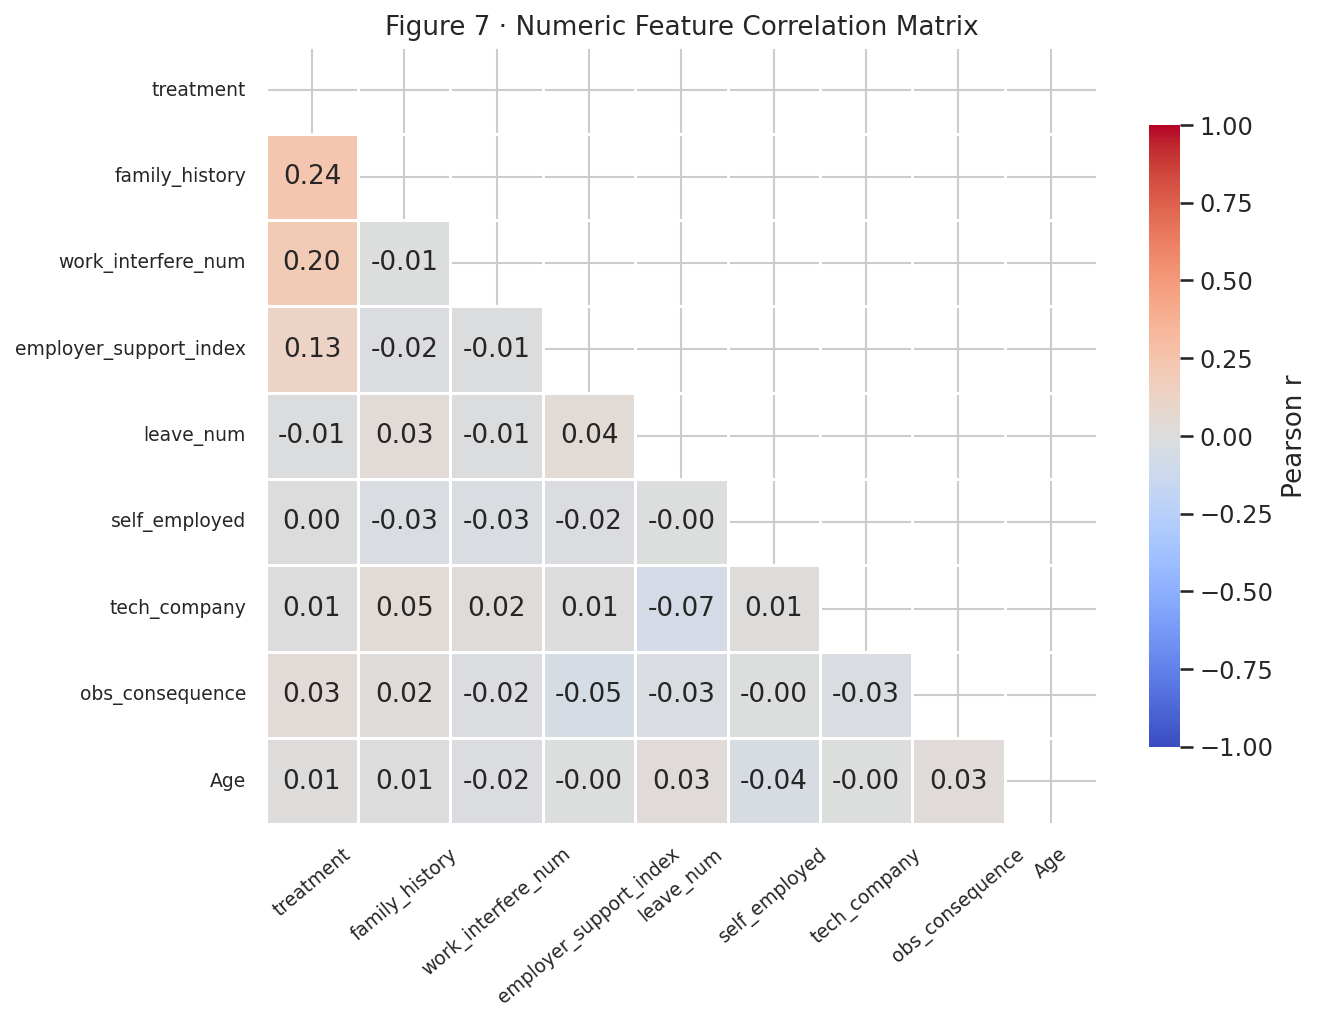 Figure 7 · Numeric Feature Correlation Matrix
treatment
family_history 0.24
work_interfere_num 0.20 -0.01
employer_support_index 0.13 -0.02 -0.01
leave_num -0.01 0.03 -0.01 0.04
self_employed 0.00 -0.03 -0.03 -0.02 -0.00
tech_company 0.01 0.05 0.02 0.01 -0.07 0.01
obs_consequence 0.03 0.02 -0.02 -0.05 -0.03 -0.00 -0.03
Age 0.01 0.01 -0.02 -0.00 0.03 -0.04 -0.00 0.03
treatment
family_history
work_interfere_num
employer_support_index
leave_num
self_employed
tech_company
obs_consequence
Age
1.00
0.75
0.50
0.25
0.00
−0.25
−0.50
−0.75
−1.00
Pearson r